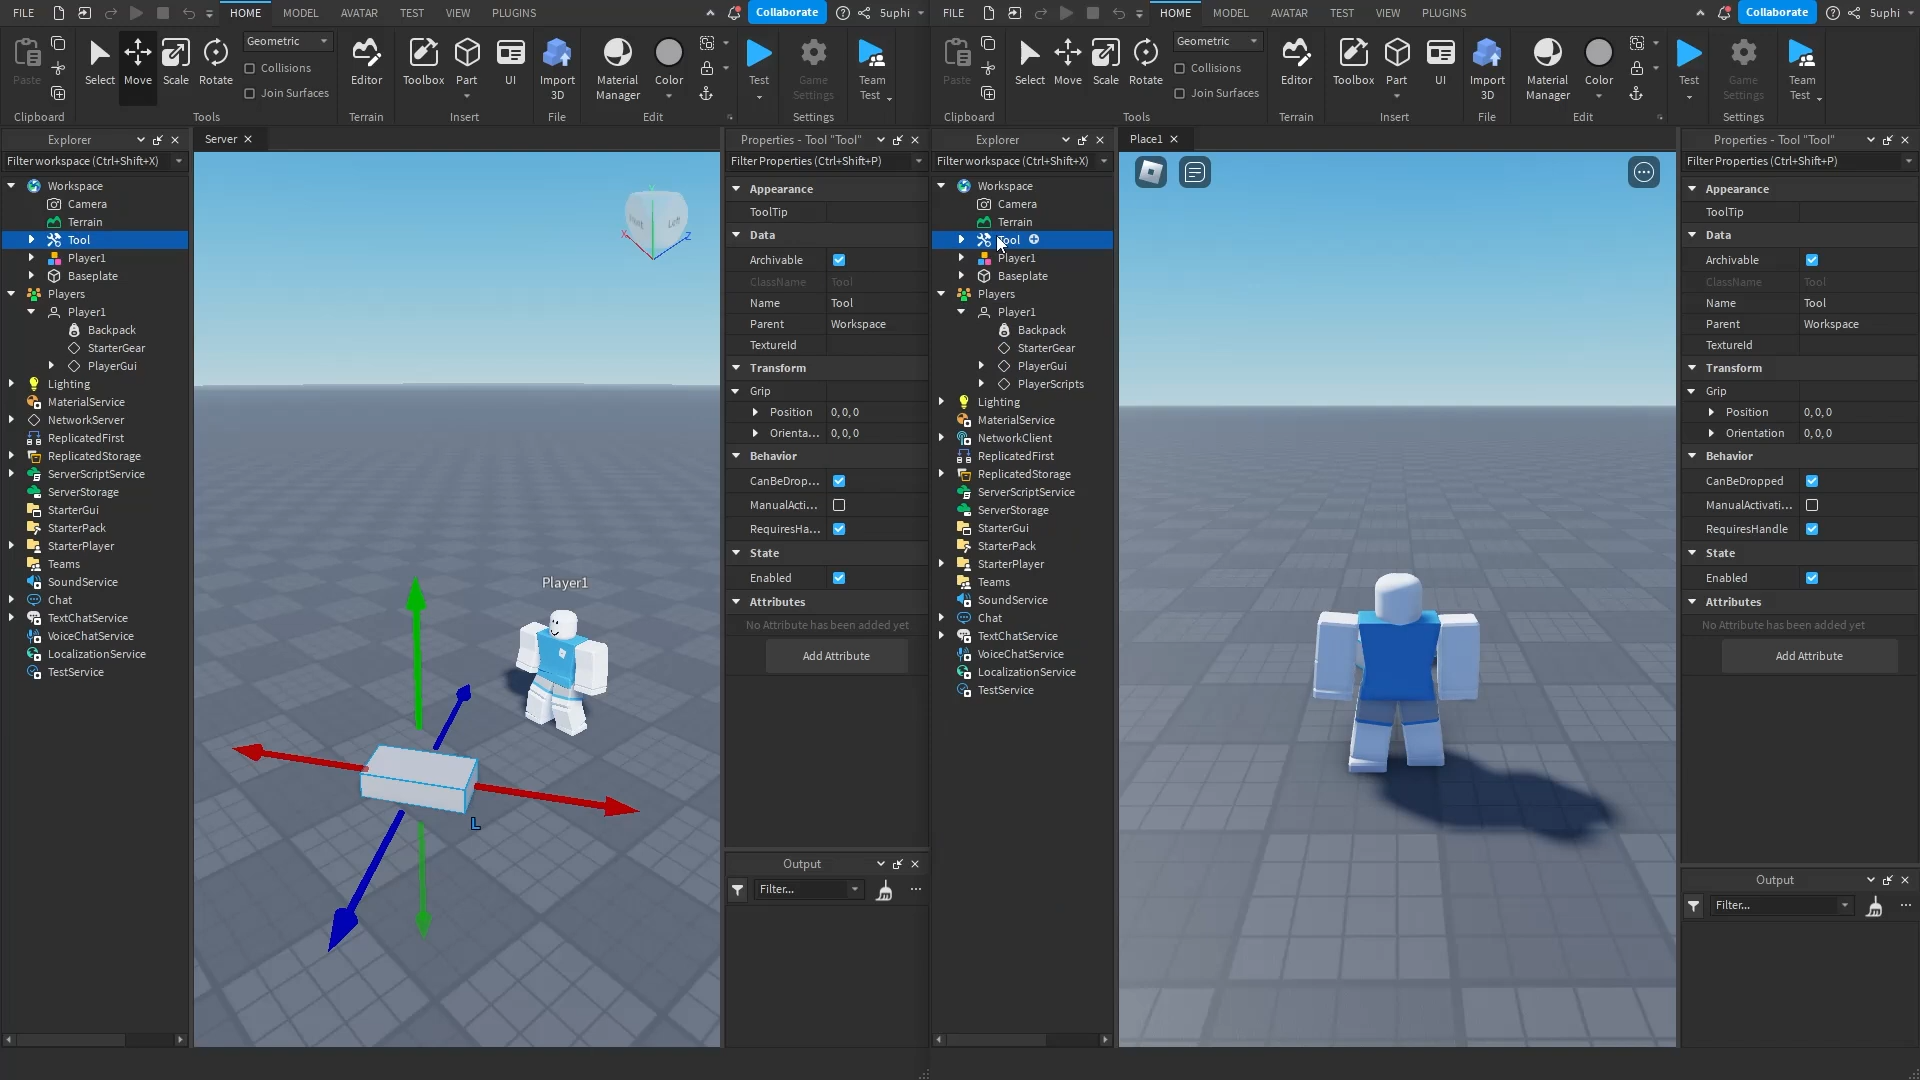 FILE
HOME
MODEL
AVATAR
TEST
VIEW
PLUGINS
Collaborate
5uphi
Paste
Select
Move
Scale
Rotate
Geometric
Collisions
Join Surfaces
Editor
Toolbox
Part
UI
Import
3D
Material
Manager
Color
Test
Game
Settings
Team
Test
Clipboard
Tools
Terrain
Insert
File
Edit
Settings
Explorer
Filter workspace (Ctrl+Shift+X)
Workspace
Camera
Terrain
Tool
Player1
Baseplate
Players
Player1
Backpack
StarterGear
PlayerGui
Lighting
MaterialService
NetworkServer
ReplicatedFirst
ReplicatedStorage
ServerScriptService
ServerStorage
StarterGui
StarterPack
StarterPlayer
Teams
SoundService
Chat
TextChatService
VoiceChatService
LocalizationService
TestService
Server
Left
Y
X
Z
Player1
L
Properties - Tool "Tool"
Filter Properties (Ctrl+Shift+P)
Appearance
ToolTip
Data
Archivable
ClassName Tool
Name Tool
Parent Workspace
TextureId
Transform
Grip
Position 0, 0, 0
Orienta... 0, 0, 0
Behavior
CanBeDrop...
ManualActi...
RequiresHa...
State
Enabled
Attributes
No Attribute has been added yet
Add Attribute
Output
Filter...
FILE
HOME
MODEL
AVATAR
TEST
VIEW
PLUGINS
Collaborate
5uphi
Paste
Select
Move
Scale
Rotate
Geometric
Collisions
Join Surfaces
Editor
Toolbox
Part
UI
Import
3D
Material
Manager
Color
Test
Game
Settings
Team
Test
Clipboard
Tools
Terrain
Insert
File
Edit
Settings
Explorer
Filter workspace (Ctrl+Shift+X)
Workspace
Camera
Terrain
Tool
Player1
Baseplate
Players
Player1
Backpack
StarterGear
PlayerGui
PlayerScripts
Lighting
MaterialService
NetworkClient
ReplicatedFirst
ReplicatedStorage
ServerScriptService
ServerStorage
StarterGui
StarterPack
StarterPlayer
Teams
SoundService
Chat
TextChatService
VoiceChatService
LocalizationService
TestService
Place1
Properties - Tool "Tool"
Filter Properties (Ctrl+Shift+P)
Appearance
ToolTip
Data
Archivable
ClassName Tool
Name Tool
Parent Workspace
TextureId
Transform
Grip
Position 0, 0, 0
Orientation 0, 0, 0
Behavior
CanBeDropped
ManualActivati...
RequiresHandle
State
Enabled
Attributes
No Attribute has been added yet
Add Attribute
Output
Filter...